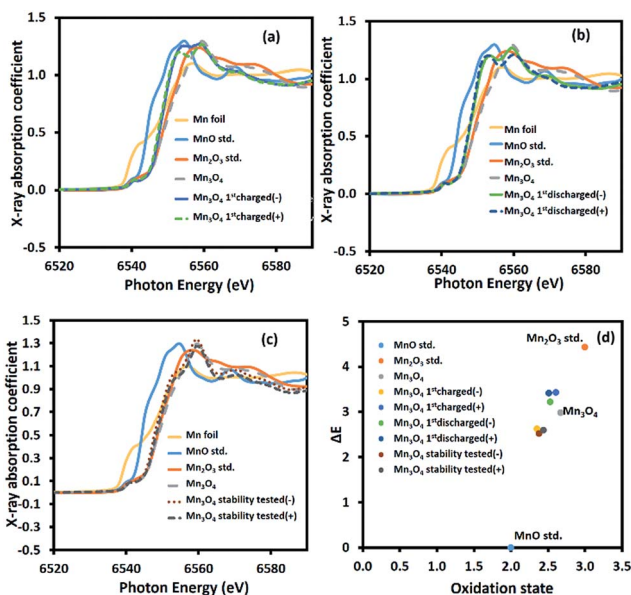 (a)
X-ray absorption coefficient
1.5
1.0
0.5
0.0
-0.5
Mn foil
MnO std.
Mn₂O₃ std.
Mn₃O₄
Mn₃O₄ 1ˢᵗcharged(-)
Mn₃O₄ 1ˢᵗcharged(+)
6520 6540 6560 6580
Photon Energy (eV)
(b)
X-ray absorption coefficient
1.5
1.0
0.5
0.0
-0.5
Mn foil
MnO std.
Mn₂O₃ std.
Mn₃O₄
Mn₃O₄ 1ˢᵗdischarged(-)
Mn₃O₄ 1ˢᵗdischarged(+)
6520 6540 6560 6580
Photon Energy (eV)
(c)
X-ray absorption coefficient
1.5
1.3
1.1
0.9
0.7
0.5
0.3
0.1
-0.1
-0.3
-0.5
Mn foil
MnO std.
Mn₂O₃ std.
Mn₃O₄
Mn₃O₄ stability tested(-)
Mn₃O₄ stability tested(+)
6520 6540 6560 6580
Photon Energy (eV)
(d)
ΔE
5
4
3
2
1
0
MnO std.
Mn₂O₃ std.
Mn₃O₄
Mn₃O₄ 1ˢᵗcharged(-)
Mn₃O₄ 1ˢᵗcharged(+)
Mn₃O₄ 1ˢᵗdischarged(-)
Mn₃O₄ 1ˢᵗdischarged(+)
Mn₃O₄ stability tested(-)
Mn₃O₄ stability tested(+)
Mn₂O₃ std.
Mn₃O₄
MnO std.
0.0 0.5 1.0 1.5 2.0 2.5 3.0 3.5
Oxidation state